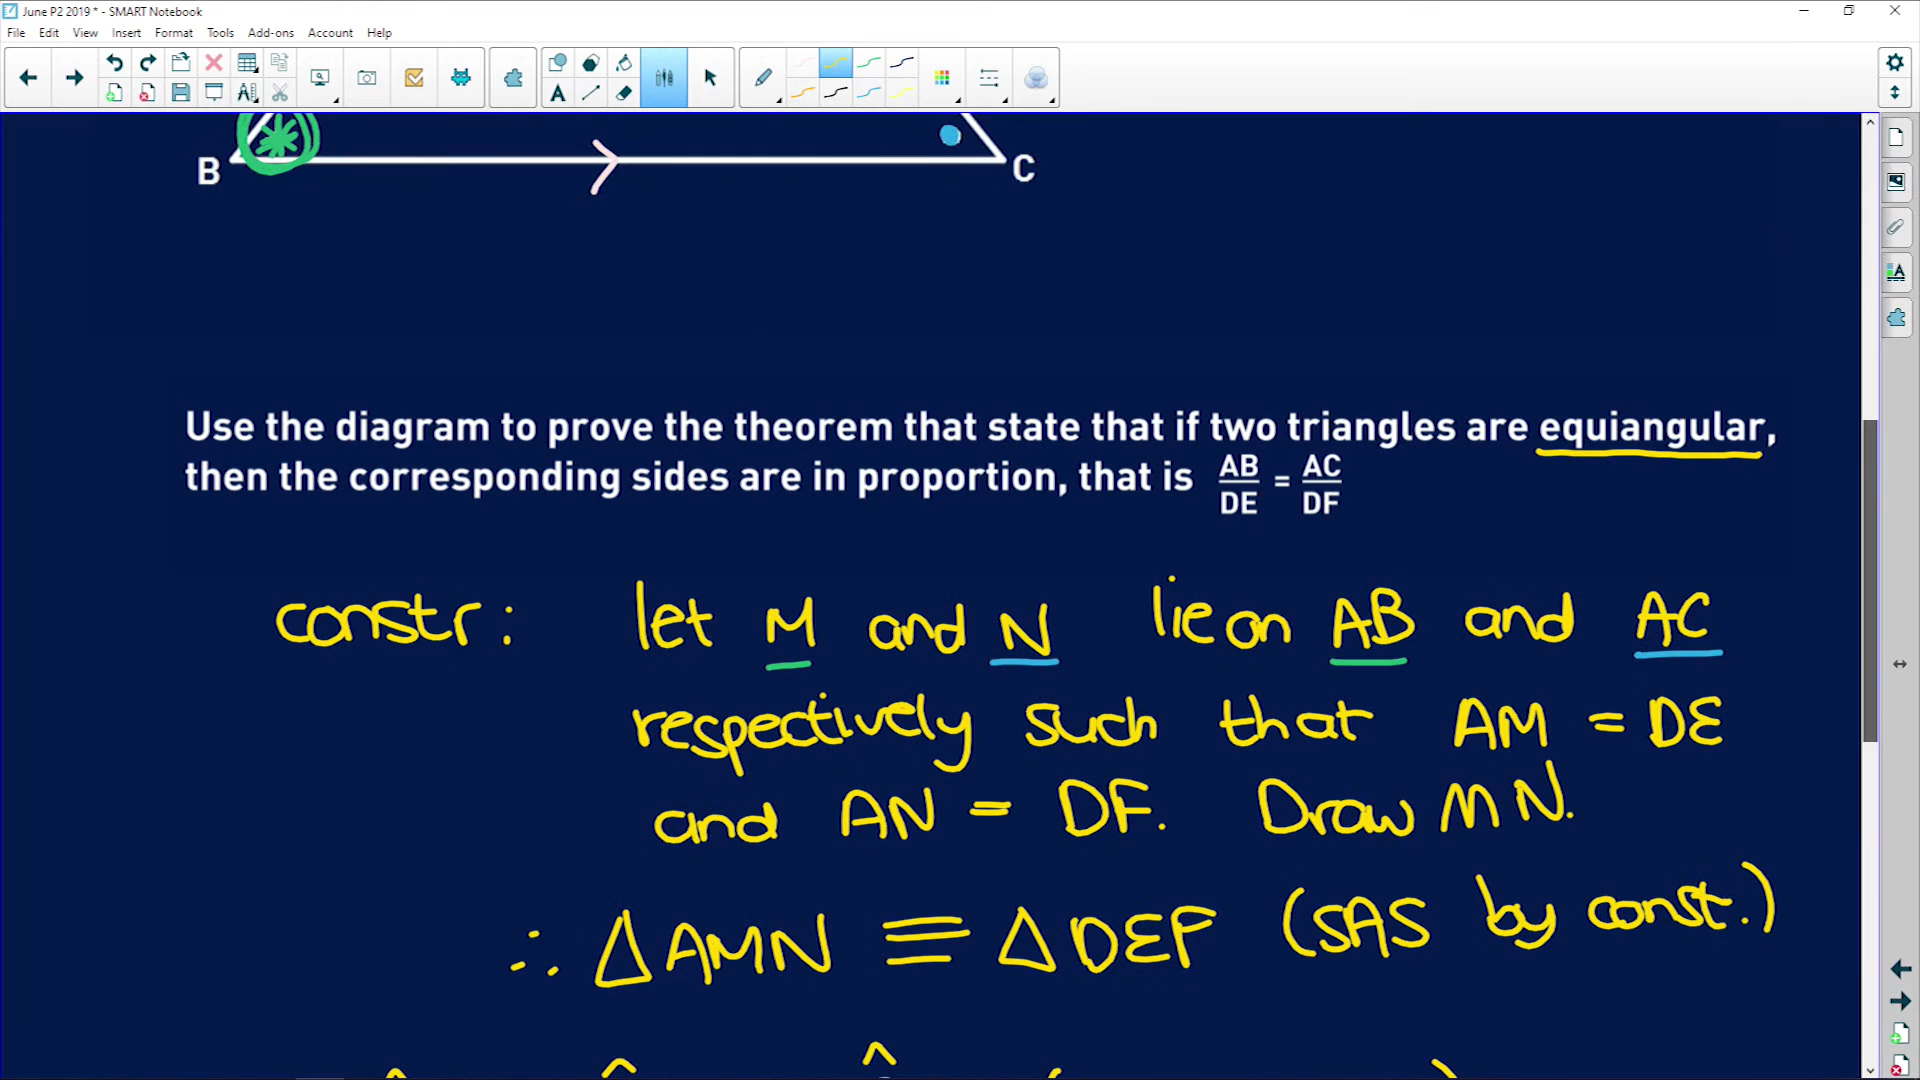 June P2 2019 * - SMART Notebook
File Edit View Insert Format Tools Add-ons Account Help
B
C
Use the diagram to prove the theorem that state that if two triangles are equiangular,
then the corresponding sides are in proportion, that is AB/DE = AC/DF
constr: let M and N lie on AB and AC
respectively such that AM = DE
and AN = DF. Draw MN.
∴ △AMN ≡ △DEF (SAS by const.)